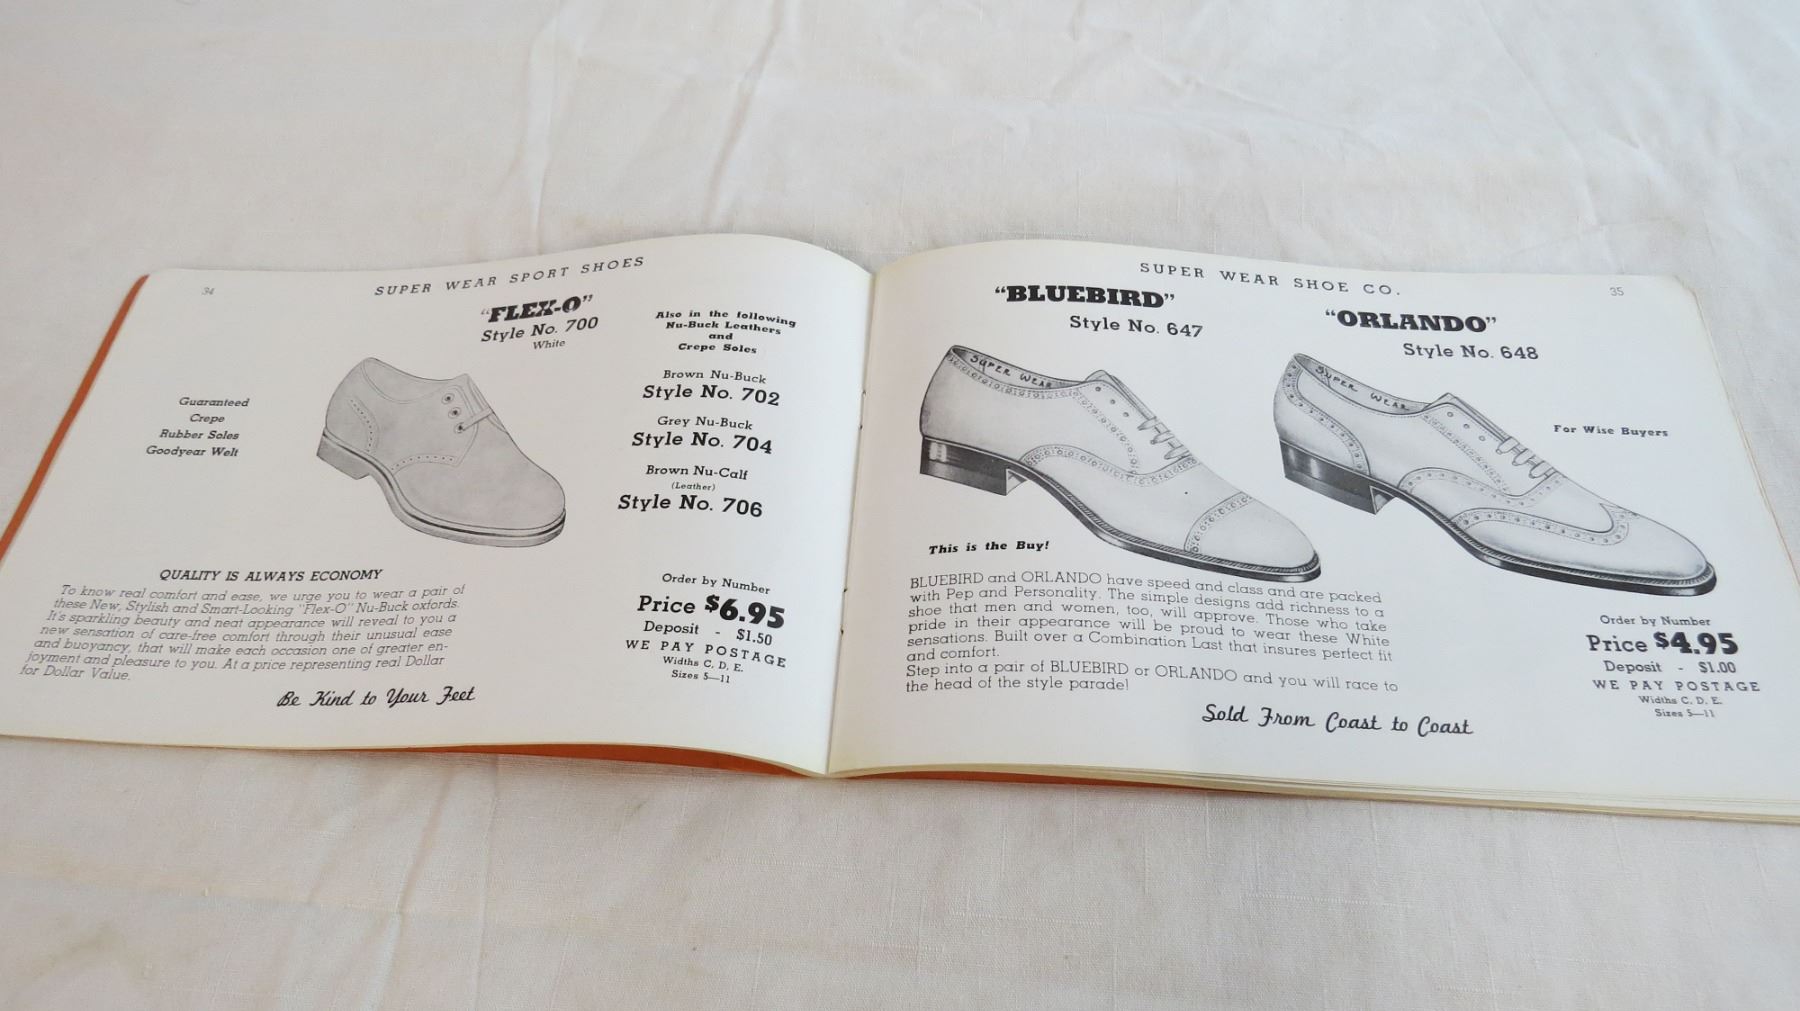 34
SUPER WEAR SPORT SHOES
"FLEX-O"
Style No. 700
White
Guaranteed
Crepe
Rubber Soles
Goodyear Welt
Also in the following
Nu-Buck Leathers
and
Crepe Soles
Brown Nu-Buck
Style No. 702
Grey Nu-Buck
Style No. 704
Brown Nu-Calf
(Leather)
Style No. 706
QUALITY IS ALWAYS ECONOMY
To know real comfort and ease, we urge you to wear a pair of
these New, Stylish and Smart-Looking "Flex-O" Nu-Buck oxfords.
It's sparkling beauty and neat appearance will reveal to you a
new sensation of care-free comfort through their unusual ease
and buoyancy, that will make each occasion one of greater en-
joyment and pleasure to you. At a price representing real Dollar
for Dollar Value.
Be Kind to Your Feet
Order by Number
Price $6.95
Deposit - $1.50
WE PAY POSTAGE
Widths C. D. E.
Sizes 5—11
SUPER WEAR SHOE CO.
35
"BLUEBIRD"
Style No. 647
"ORLANDO"
Style No. 648
SUPER WEAR
SUPER WEAR
For Wise Buyers
This is the Buy!
BLUEBIRD and ORLANDO have speed and class and are packed
with Pep and Personality. The simple designs add richness to a
shoe that men and women, too, will approve. Those who take
pride in their appearance will be proud to wear these White
sensations. Built over a Combination Last that insures perfect fit
and comfort.
Step into a pair of BLUEBIRD or ORLANDO and you will race to
the head of the style parade!
Sold From Coast to Coast
Order by Number
Price $4.95
Deposit - $1.00
WE PAY POSTAGE
Widths C. D. E.
Sizes 5—11